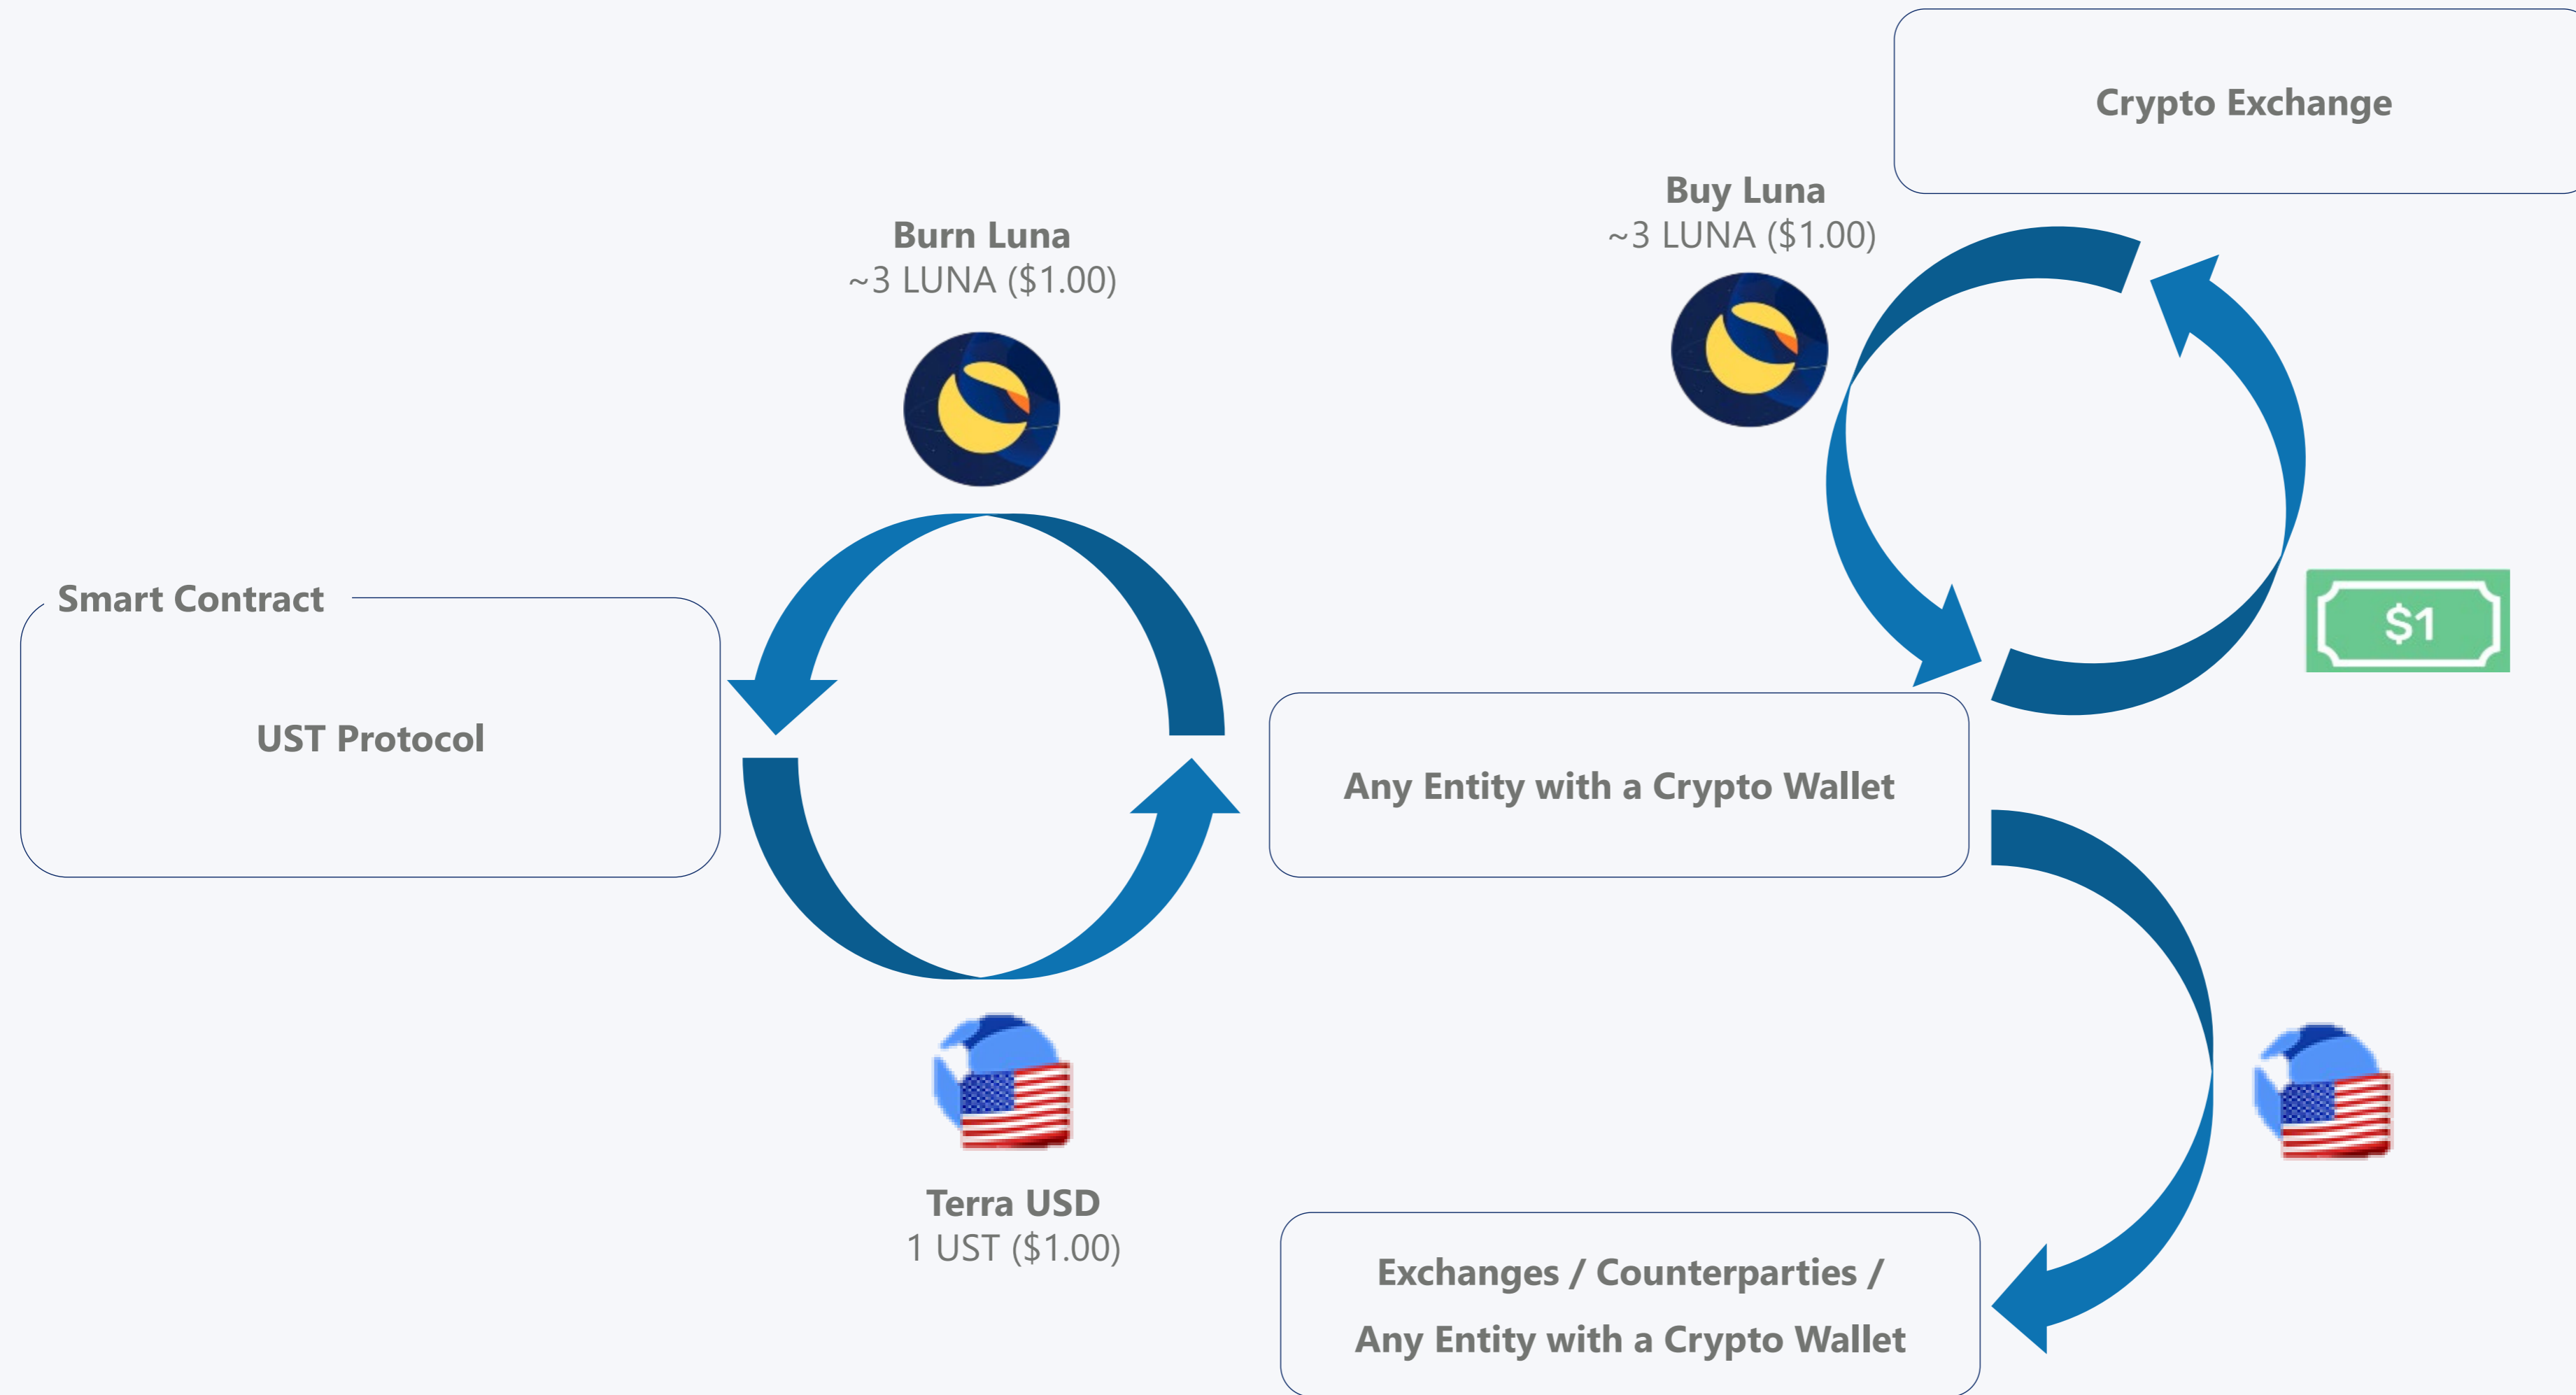 Crypto Exchange
Buy Luna
~3 LUNA ($1.00)
Burn Luna
~3 LUNA ($1.00)
Smart Contract
UST Protocol
$1
Any Entity with a Crypto Wallet
Terra USD
1 UST ($1.00)
Exchanges / Counterparties /
Any Entity with a Crypto Wallet